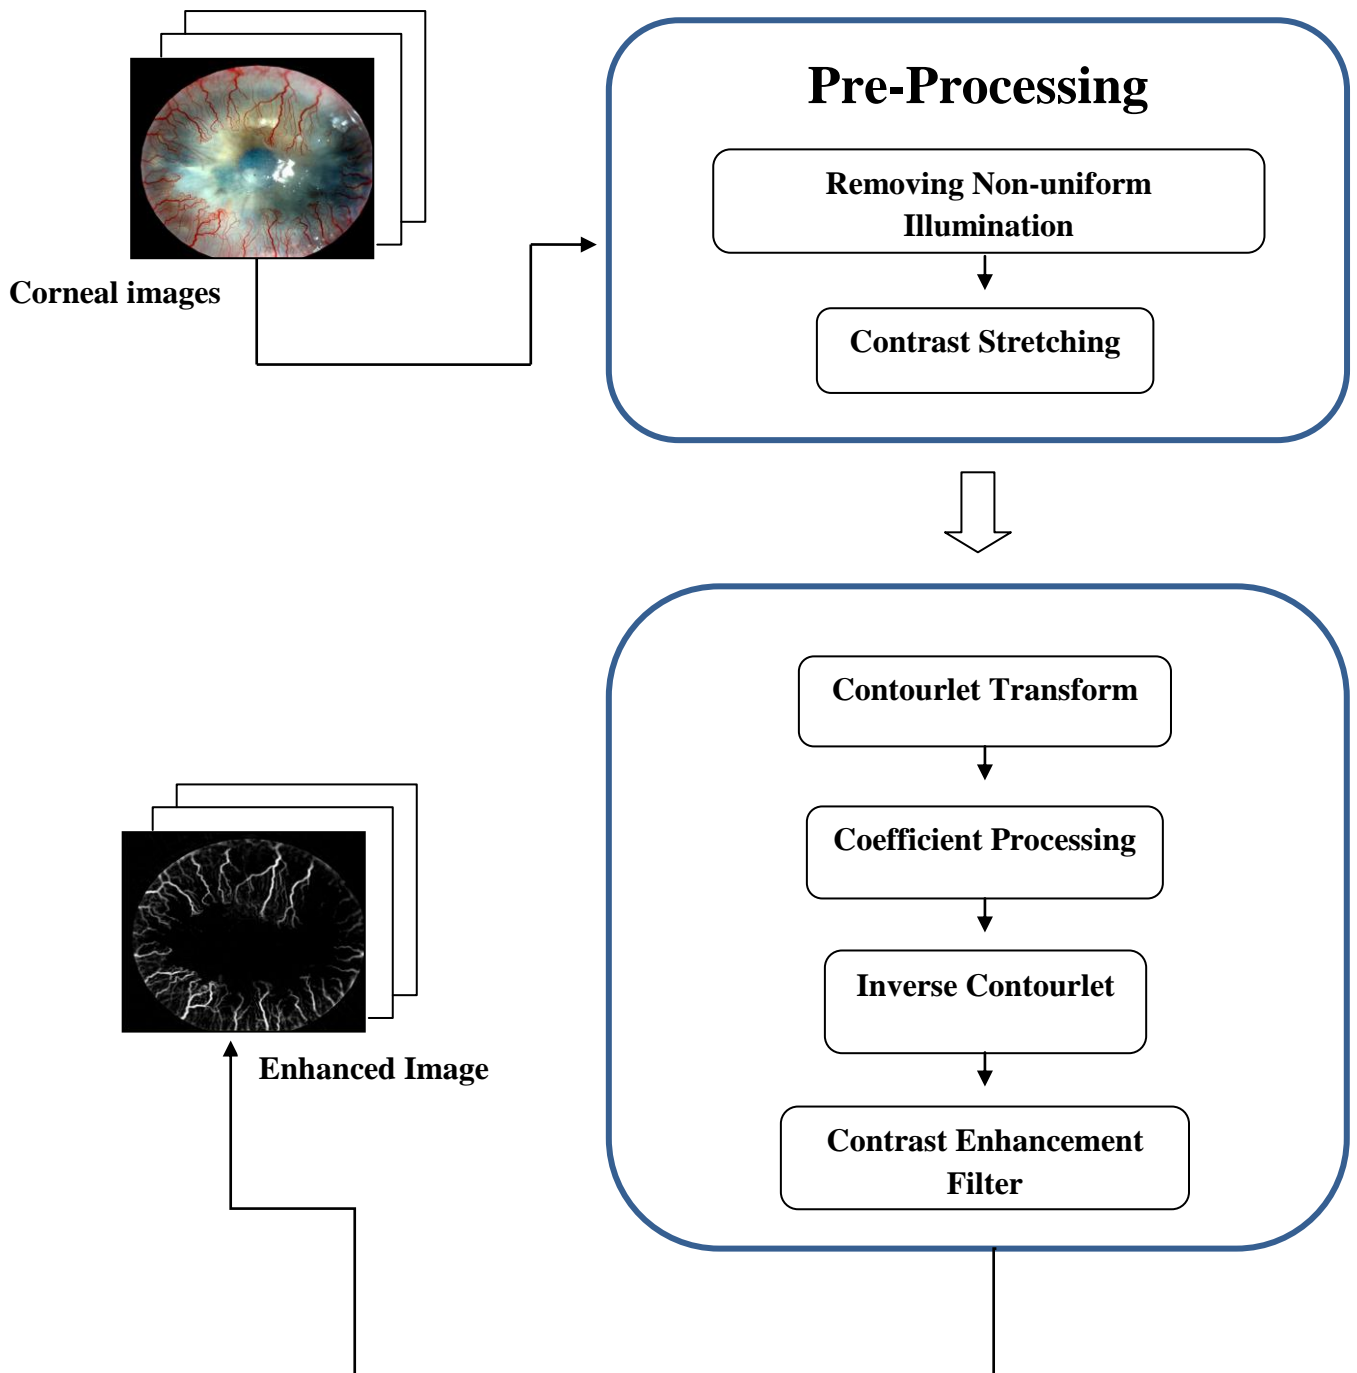 Pre-Processing
Removing Non-uniform
Illumination
Contrast Stretching
Corneal images
Contourlet Transform
Coefficient Processing
Inverse Contourlet
Contrast Enhancement
Filter
Enhanced Image